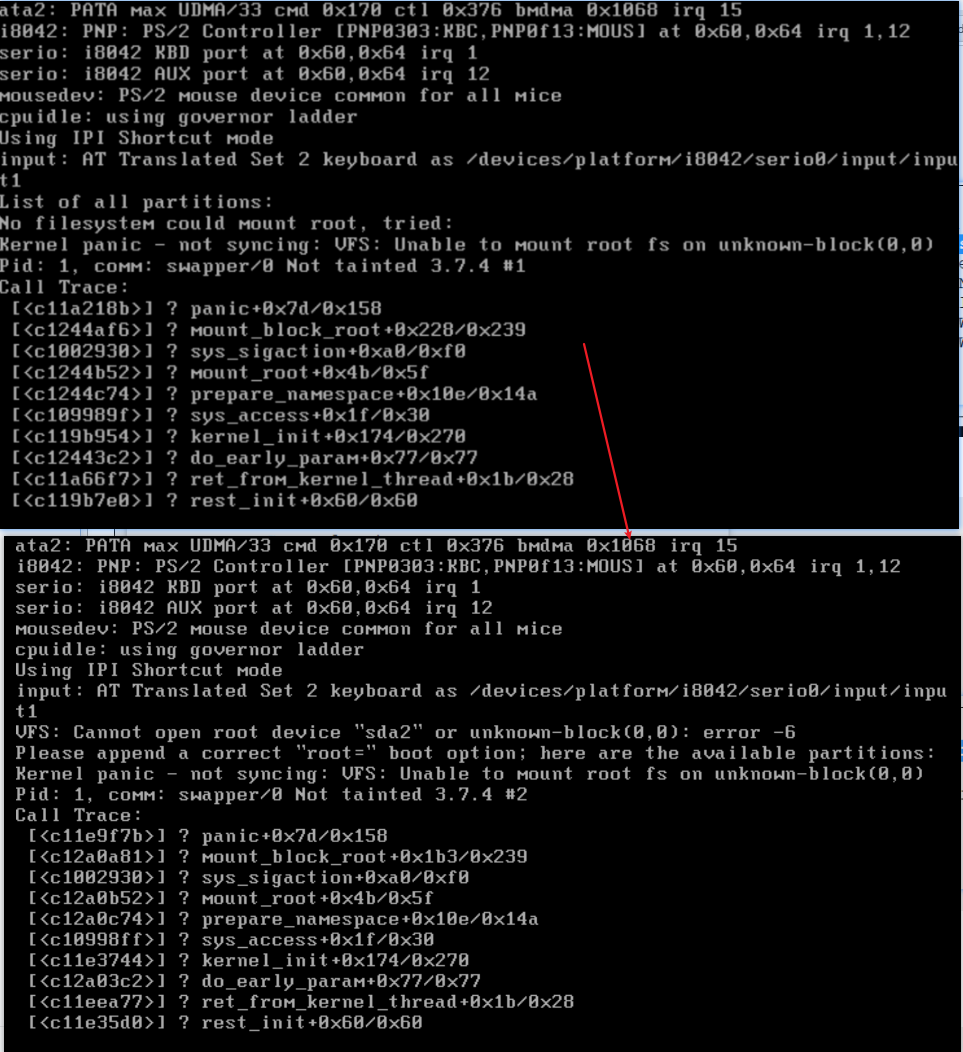 ata2: PATA max UDMA/33 cmd 0x170 ctl 0x376 bmdma 0x1068 irq 15
i8042: PNP: PS/2 Controller [PNP0303:KBC,PNP0f13:MOUS] at 0x60,0x64 irq 1,12
serio: i8042 KBD port at 0x60,0x64 irq 1
serio: i8042 AUX port at 0x60,0x64 irq 12
mousedev: PS/2 mouse device common for all mice
cpuidle: using governor ladder
Using IPI Shortcut mode
input: AT Translated Set 2 keyboard as /devices/platform/i8042/serio0/input/inpu
t1
List of all partitions:
No filesystem could mount root, tried:
Kernel panic - not syncing: VFS: Unable to mount root fs on unknown-block(0,0)
Pid: 1, comm: swapper/0 Not tainted 3.7.4 #1
Call Trace:
[<c11a218b>] ? panic+0x7d/0x158
[<c1244af6>] ? mount_block_root+0x228/0x239
[<c1002930>] ? sys_sigaction+0xa0/0xf0
[<c1244b52>] ? mount_root+0x4b/0x5f
[<c1244c74>] ? prepare_namespace+0x10e/0x14a
[<c109989f>] ? sys_access+0x1f/0x30
[<c119b954>] ? kernel_init+0x174/0x270
[<c12443c2>] ? do_early_param+0x77/0x77
[<c11a66f7>] ? ret_from_kernel_thread+0x1b/0x28
[<c119b7e0>] ? rest_init+0x60/0x60
ata2: PATA max UDMA/33 cmd 0x170 ctl 0x376 bmdma 0x1068 irq 15
i8042: PNP: PS/2 Controller [PNP0303:KBC,PNP0f13:MOUS] at 0x60,0x64 irq 1,12
serio: i8042 KBD port at 0x60,0x64 irq 1
serio: i8042 AUX port at 0x60,0x64 irq 12
mousedev: PS/2 mouse device common for all mice
cpuidle: using governor ladder
Using IPI Shortcut mode
input: AT Translated Set 2 keyboard as /devices/platform/i8042/serio0/input/inpu
t1
VFS: Cannot open root device "sda2" or unknown-block(0,0): error -6
Please append a correct "root=" boot option; here are the available partitions:
Kernel panic - not syncing: VFS: Unable to mount root fs on unknown-block(0,0)
Pid: 1, comm: swapper/0 Not tainted 3.7.4 #2
Call Trace:
[<c11e9f7b>] ? panic+0x7d/0x158
[<c12a0a81>] ? mount_block_root+0x1b3/0x239
[<c1002930>] ? sys_sigaction+0xa0/0xf0
[<c12a0b52>] ? mount_root+0x4b/0x5f
[<c12a0c74>] ? prepare_namespace+0x10e/0x14a
[<c10998ff>] ? sys_access+0x1f/0x30
[<c11e3744>] ? kernel_init+0x174/0x270
[<c12a03c2>] ? do_early_param+0x77/0x77
[<c11eea77>] ? ret_from_kernel_thread+0x1b/0x28
[<c11e35d0>] ? rest_init+0x60/0x60